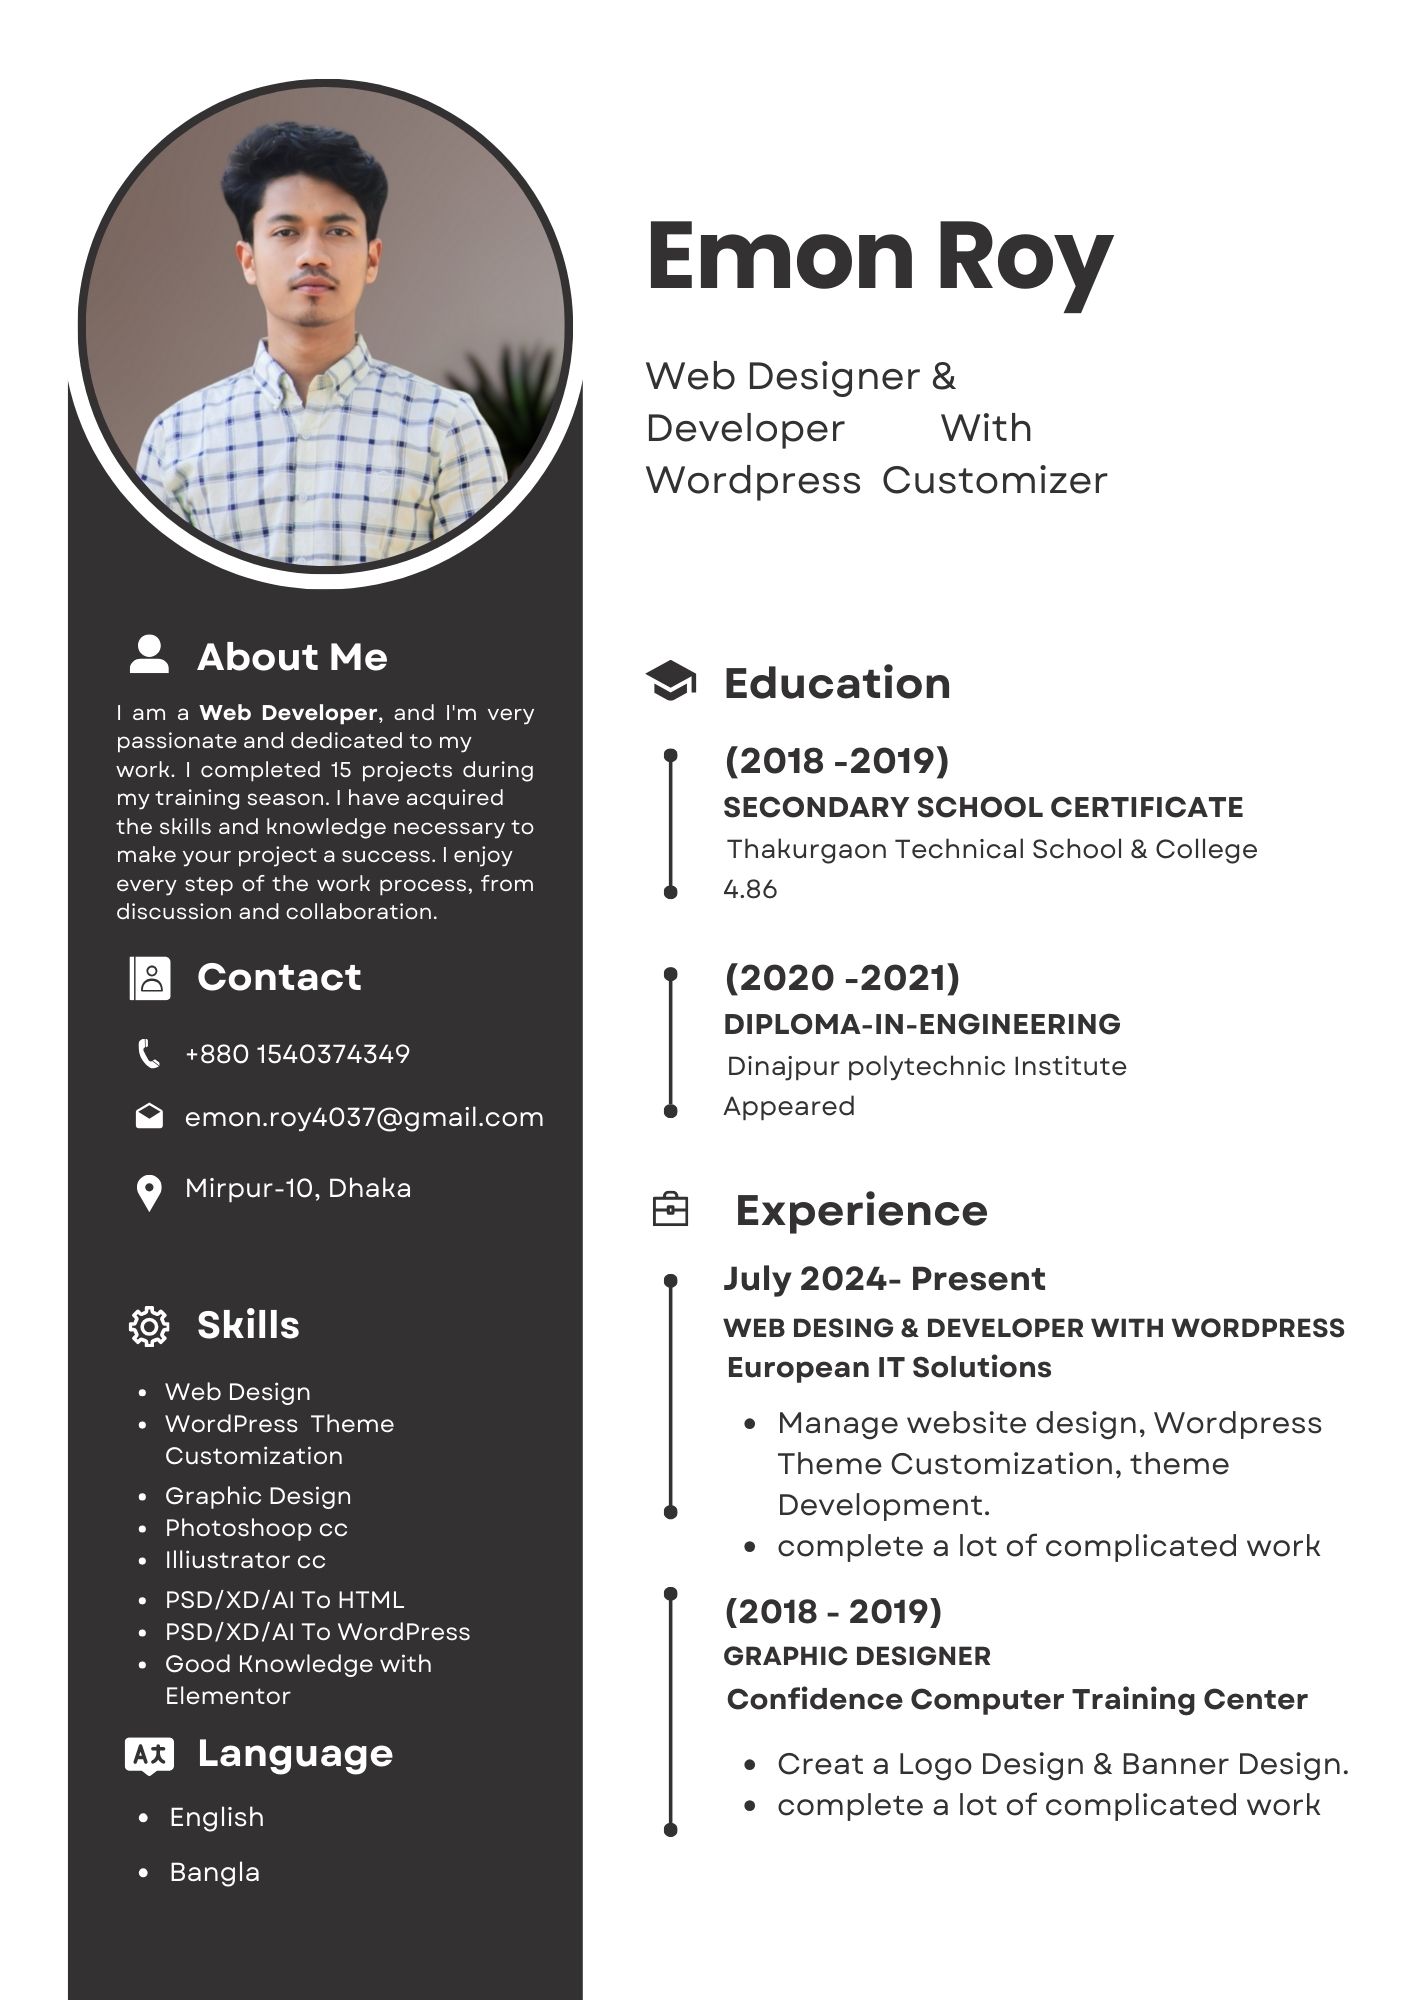 Emon Roy
Web Designer &
Developer With
Wordpress Customizer
About Me
I am a Web Developer, and I'm very
passionate and dedicated to my
work. I completed 15 projects during
my training season. I have acquired
the skills and knowledge necessary to
make your project a success. I enjoy
every step of the work process, from
discussion and collaboration.
Contact
+880 1540374349
emon.roy4037@gmail.com
Mirpur-10, Dhaka
Skills
• Web Design
• WordPress Theme
Customization
• Graphic Design
• Photoshoop cc
• Illiustrator cc
• PSD/XD/AI To HTML
• PSD/XD/AI To WordPress
• Good Knowledge with
Elementor
Language
• English
• Bangla
Education
(2018 -2019)
SECONDARY SCHOOL CERTIFICATE
Thakurgaon Technical School & College
4.86
(2020 -2021)
DIPLOMA-IN-ENGINEERING
Dinajpur polytechnic Institute
Appeared
Experience
July 2024- Present
WEB DESING & DEVELOPER WITH WORDPRESS
European IT Solutions
• Manage website design, Wordpress
Theme Customization, theme
Development.
• complete a lot of complicated work
(2018 - 2019)
GRAPHIC DESIGNER
Confidence Computer Training Center
• Creat a Logo Design & Banner Design.
• complete a lot of complicated work